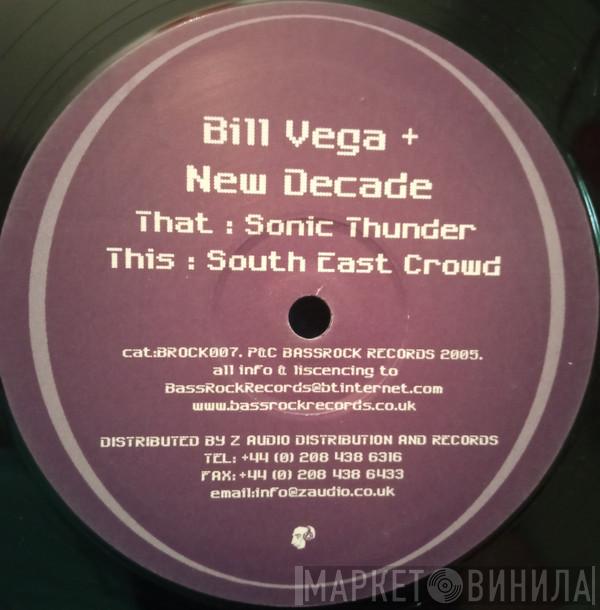 Bill Vega +
New Decade
That : Sonic Thunder
This : South East Crowd
cat:BROCK007. P&C BASSROCK RECORDS 2005.
all info & liscencing to
BassRockRecords@btinternet.com
www.bassrockrecords.co.uk
DISTRIBUTED BY Z AUDIO DISTRIBUTION AND RECORDS
TEL: +44 (0) 208 438 6316
FAX: +44 (0) 208 438 6433
email:info@zaudio.co.uk
МАРКЕТ ВИНИЛА